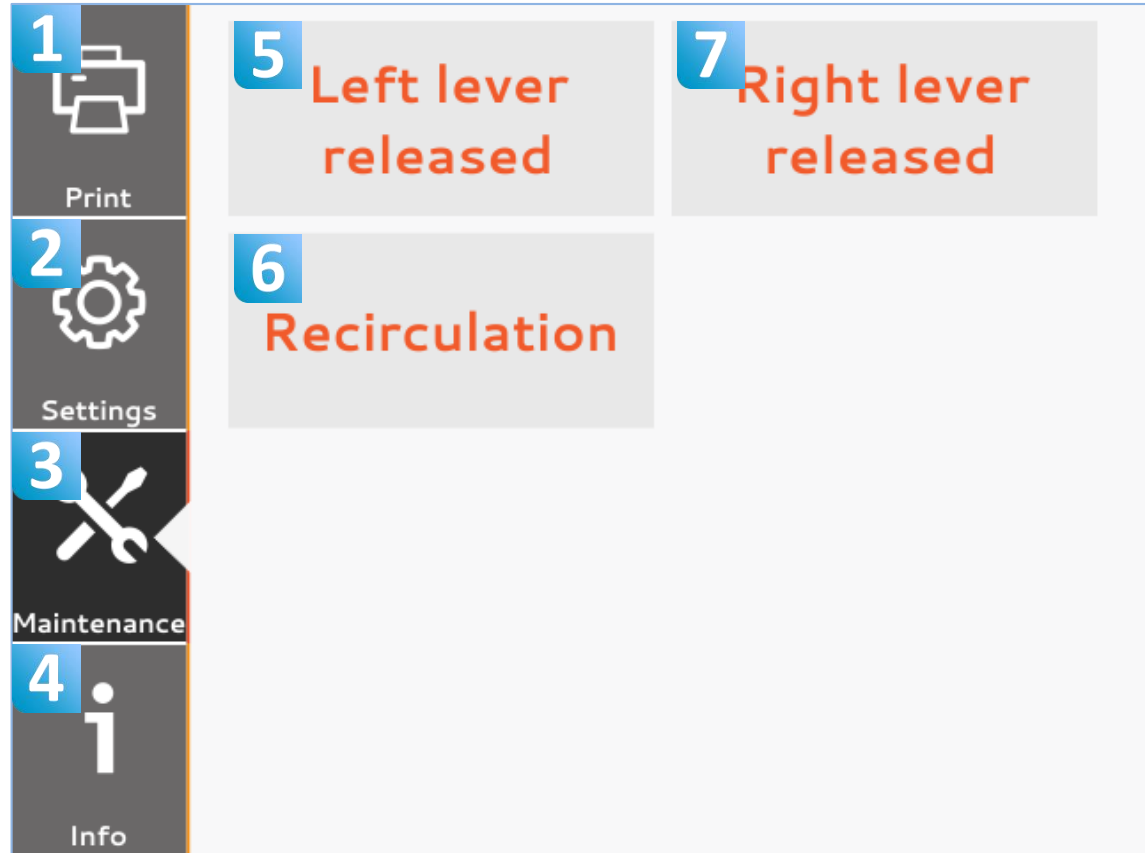 1
Print
2
Settings
3
Maintenance
4
Info
5
Left lever
released
7
Right lever
released
6
Recirculation